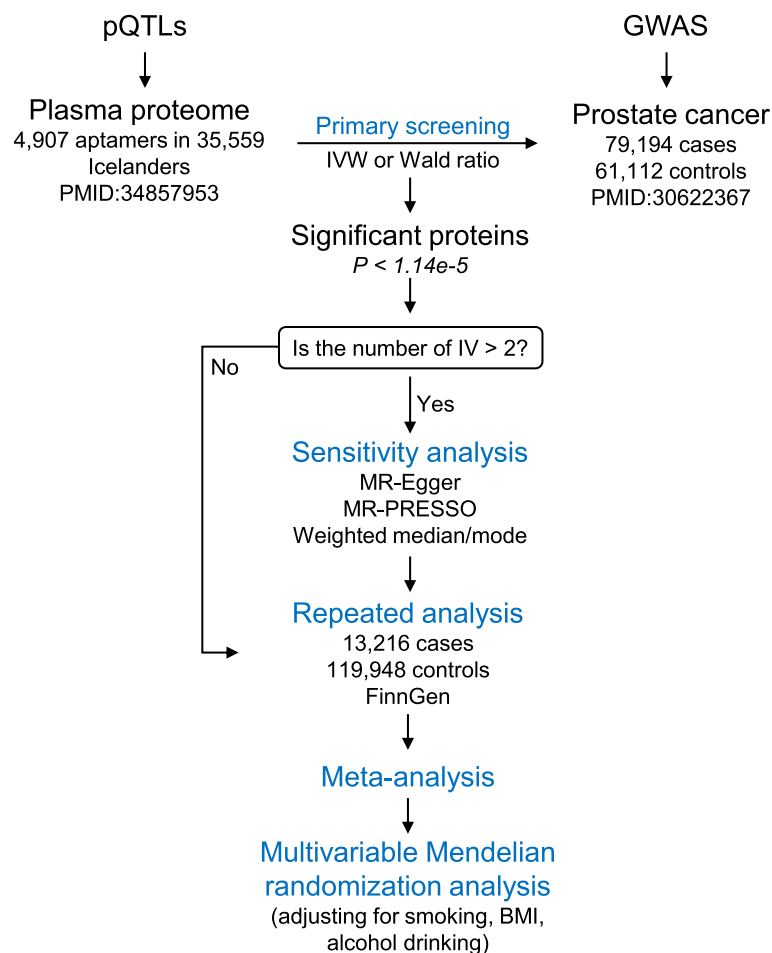 pQTLs
GWAS
Plasma proteome
4,907 aptamers in 35,559
Icelanders
PMID:34857953
Primary screening
IVW or Wald ratio
Prostate cancer
79,194 cases
61,112 controls
PMID:30622367
Significant proteins
P < 1.14e-5
Is the number of IV > 2?
No
Yes
Sensitivity analysis
MR-Egger
MR-PRESSO
Weighted median/mode
Repeated analysis
13,216 cases
119,948 controls
FinnGen
Meta-analysis
Multivariable Mendelian
randomization analysis
(adjusting for smoking, BMI,
alcohol drinking)